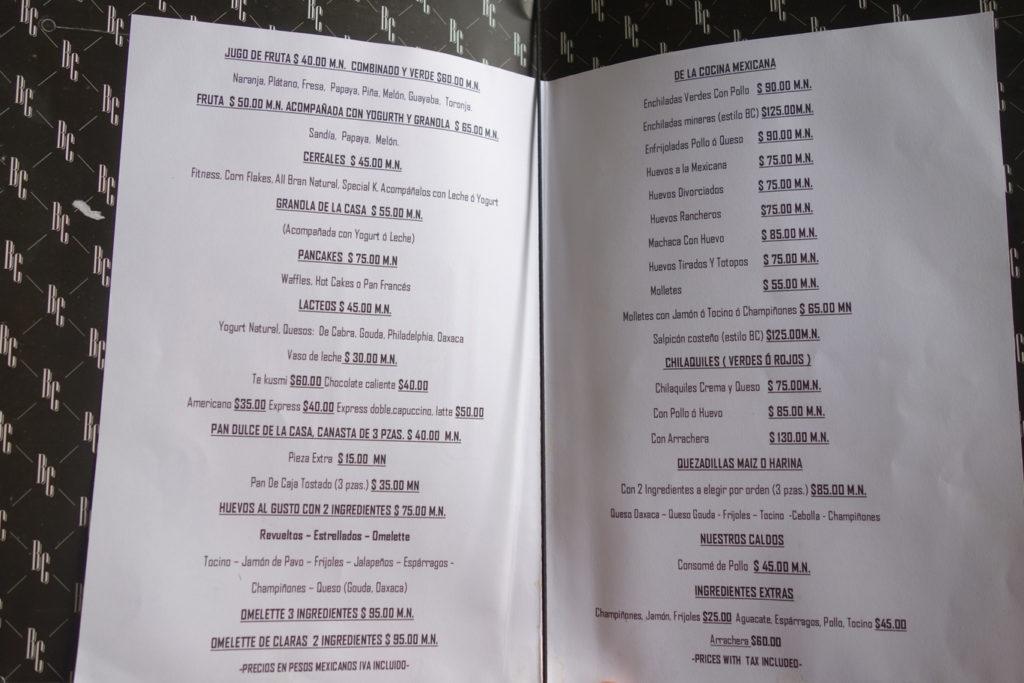 JUGO DE FRUTA $ 40.00 M.N. COMBINADO Y VERDE $60.00 M.N.
Naranja, Plátano, Fresa, Papaya, Piña, Melón, Guayaba, Toronja.
FRUTA $ 50.00 M.N. ACOMPAÑADA CON YOGURTH Y GRANOLA $ 65.00 M.N.
Sandía, Papaya, Melón.
CEREALES $ 45.00 M.N.
Fitness, Corn Flakes, All Bran Natural, Special K. Acompáñalos con Leche ó Yogurt
GRANOLA DE LA CASA $ 55.00 M.N.
(Acompañada con Yogurt ó Leche)
PANCAKES $ 75.00 M.N
Waffles, Hot Cakes o Pan Francés
LACTEOS $ 45.00 M.N.
Yogurt Natural, Quesos: De Cabra, Gouda, Philadelphia, Oaxaca
Vaso de leche $ 30.00 M.N.
Te kusmi $60.00 Chocolate caliente $40.00
Americano $35.00 Express $40.00 Express doble,capuccino, latte $50.00
PAN DULCE DE LA CASA, CANASTA DE 3 PZAS. $ 40.00 M.N.
Pieza Extra $ 15.00 MN
Pan De Caja Tostado (3 pzas.) $ 35.00 MN
HUEVOS AL GUSTO CON 2 INGREDIENTES $ 75.00 M.N.
Revueltos – Estrellados – Omelette
Tocino – Jamón de Pavo – Frijoles – Jalapeños – Espárragos -
Champiñones – Queso (Gouda, Oaxaca)
OMELETTE 3 INGREDIENTES $ 95.00 M.N.
OMELETTE DE CLARAS 2 INGREDIENTES $ 95.00 M.N.
-PRECIOS EN PESOS MEXICANOS IVA INCLUIDO-
DE LA COCINA MEXICANA
Enchiladas Verdes Con Pollo $ 90.00 M.N.
Enchiladas mineras (estilo BC) $125.00M.N.
Enfrijoladas Pollo ó Queso $ 90.00 M.N.
Huevos a la Mexicana $ 75.00 M.N.
Huevos Divorciados $ 75.00 M.N.
Huevos Rancheros $75.00 M.N.
Machaca Con Huevo $ 85.00 M.N.
Huevos Tirados Y Totopos $ 75.00 M.N.
Molletes $ 55.00 M.N.
Molletes con Jamón ó Tocino ó Champiñones $ 65.00 MN
Salpicón costeño (estilo BC) $125.00M.N.
CHILAQUILES ( VERDES Ó ROJOS )
Chilaquiles Crema y Queso $ 75.00M.N.
Con Pollo ó Huevo $ 85.00 M.N.
Con Arrachera $ 130.00 M.N.
QUEZADILLAS MAIZ O HARINA
Con 2 Ingredientes a elegir por orden (3 pzas.) $85.00 M.N.
Queso Oaxaca – Queso Gouda - Frijoles – Tocino -Cebolla - Champiñones
NUESTROS CALDOS
Consomé de Pollo $ 45.00 M.N.
INGREDIENTES EXTRAS
Champiñones, Jamón, Frijoles $25.00 Aguacate, Espárragos, Pollo, Tocino $45.00
Arrachera $60.00
-PRICES WITH TAX INCLUDED-